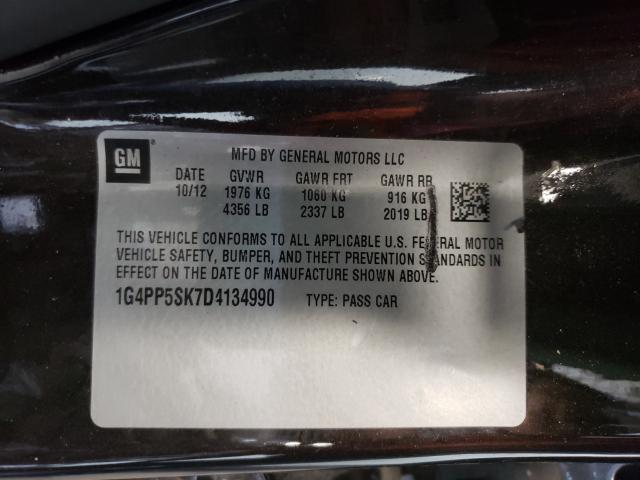 GM
MFD BY GENERAL MOTORS LLC
DATE GVWR GAWR FRT GAWR RR
10/12 1976 KG 1060 KG 916 KG
4356 LB 2337 LB 2019 LB
THIS VEHICLE CONFORMS TO ALL APPLICABLE U.S. FEDERAL MOTOR
VEHICLE SAFETY, BUMPER, AND THEFT PREVENTION STANDARDS IN
EFFECT ON THE DATE OF MANUFACTURE SHOWN ABOVE.
1G4PP5SK7D4134990 TYPE: PASS CAR